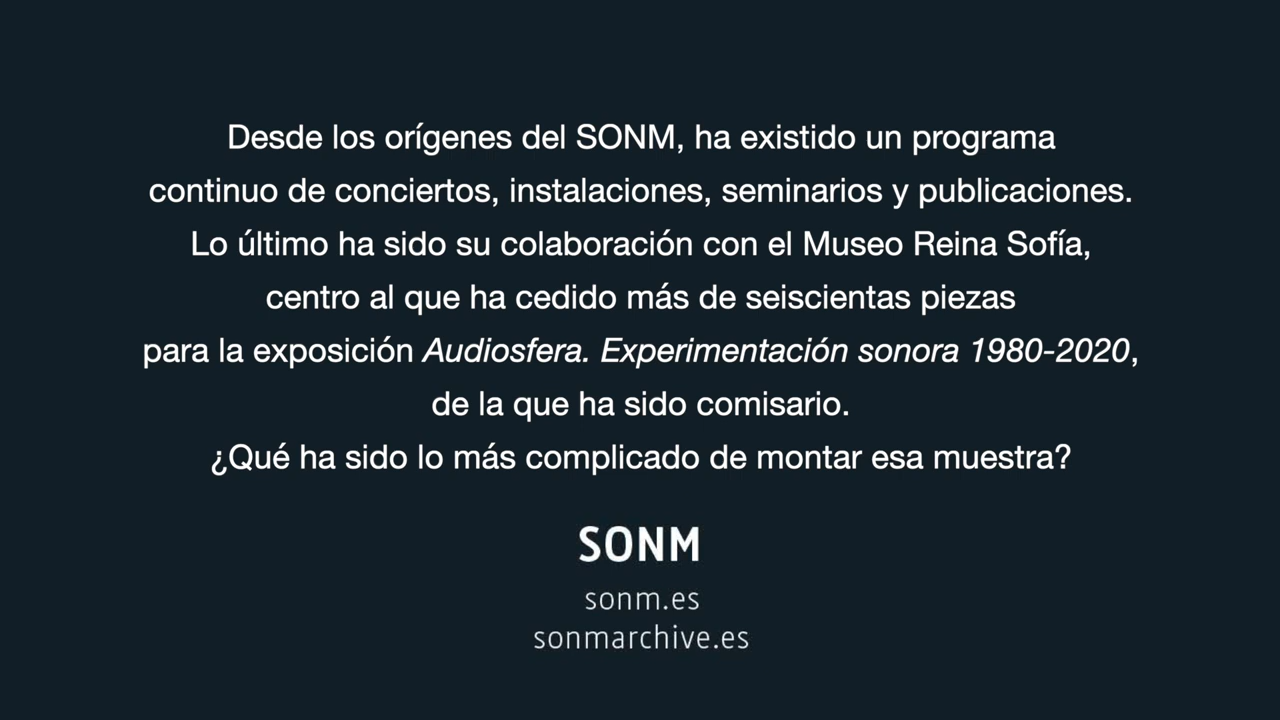 Desde los orígenes del SONM, ha existido un programa
continuo de conciertos, instalaciones, seminarios y publicaciones.
Lo último ha sido su colaboración con el Museo Reina Sofía,
centro al que ha cedido más de seiscientas piezas
para la exposición Audiosfera. Experimentación sonora 1980-2020,
de la que ha sido comisario.
¿Qué ha sido lo más complicado de montar esa muestra?
SONM
sonm.es
sonmarchive.es